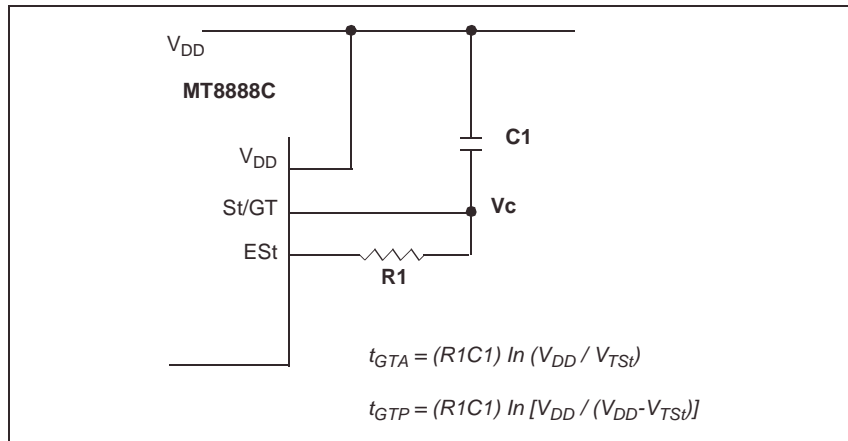 VDD
MT8888C
C1
VDD
St/GT
Vc
ESt
R1
tGTA = (R1C1) In (VDD / VTSt)
tGTP = (R1C1) In [VDD / (VDD-VTSt)]